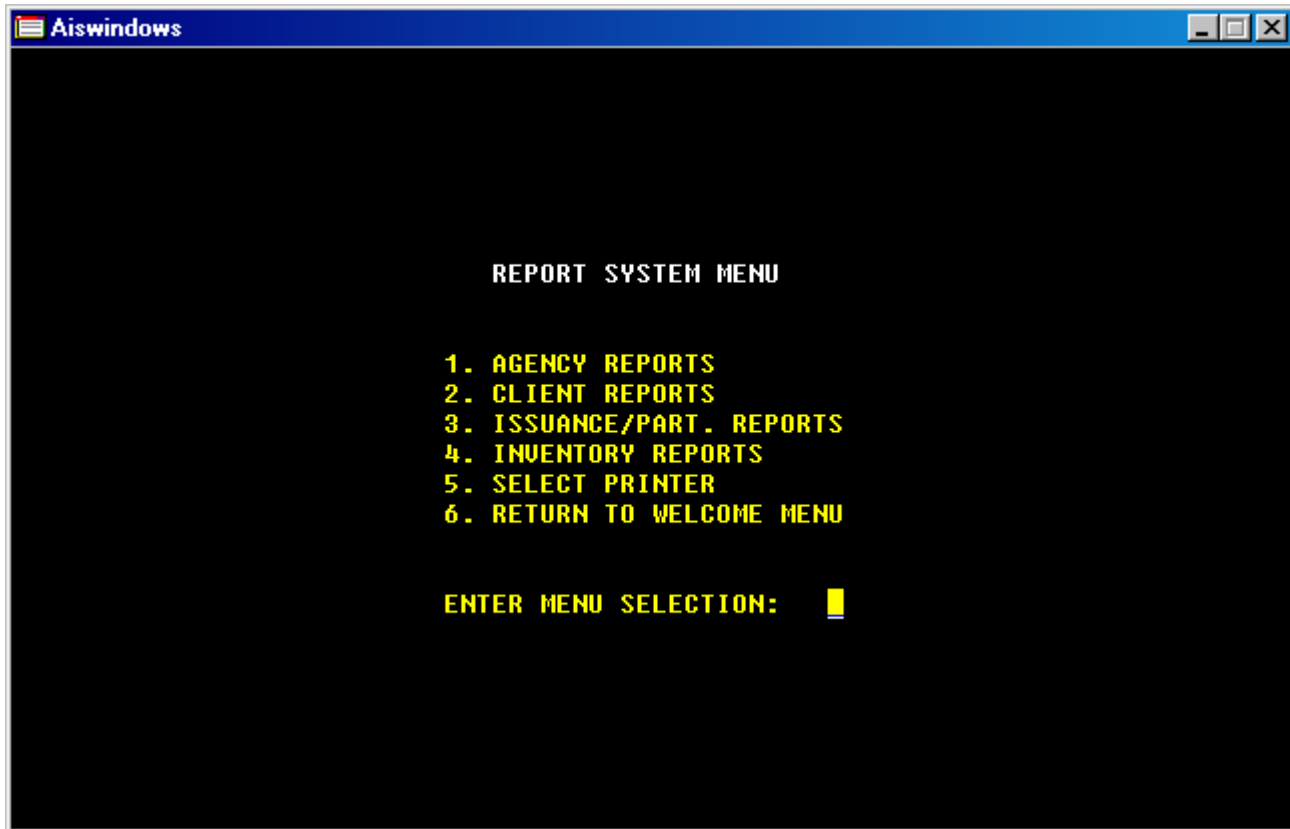 Aiswindows
REPORT SYSTEM MENU
1. AGENCY REPORTS
2. CLIENT REPORTS
3. ISSUANCE/PART. REPORTS
4. INVENTORY REPORTS
5. SELECT PRINTER
6. RETURN TO WELCOME MENU
ENTER MENU SELECTION: